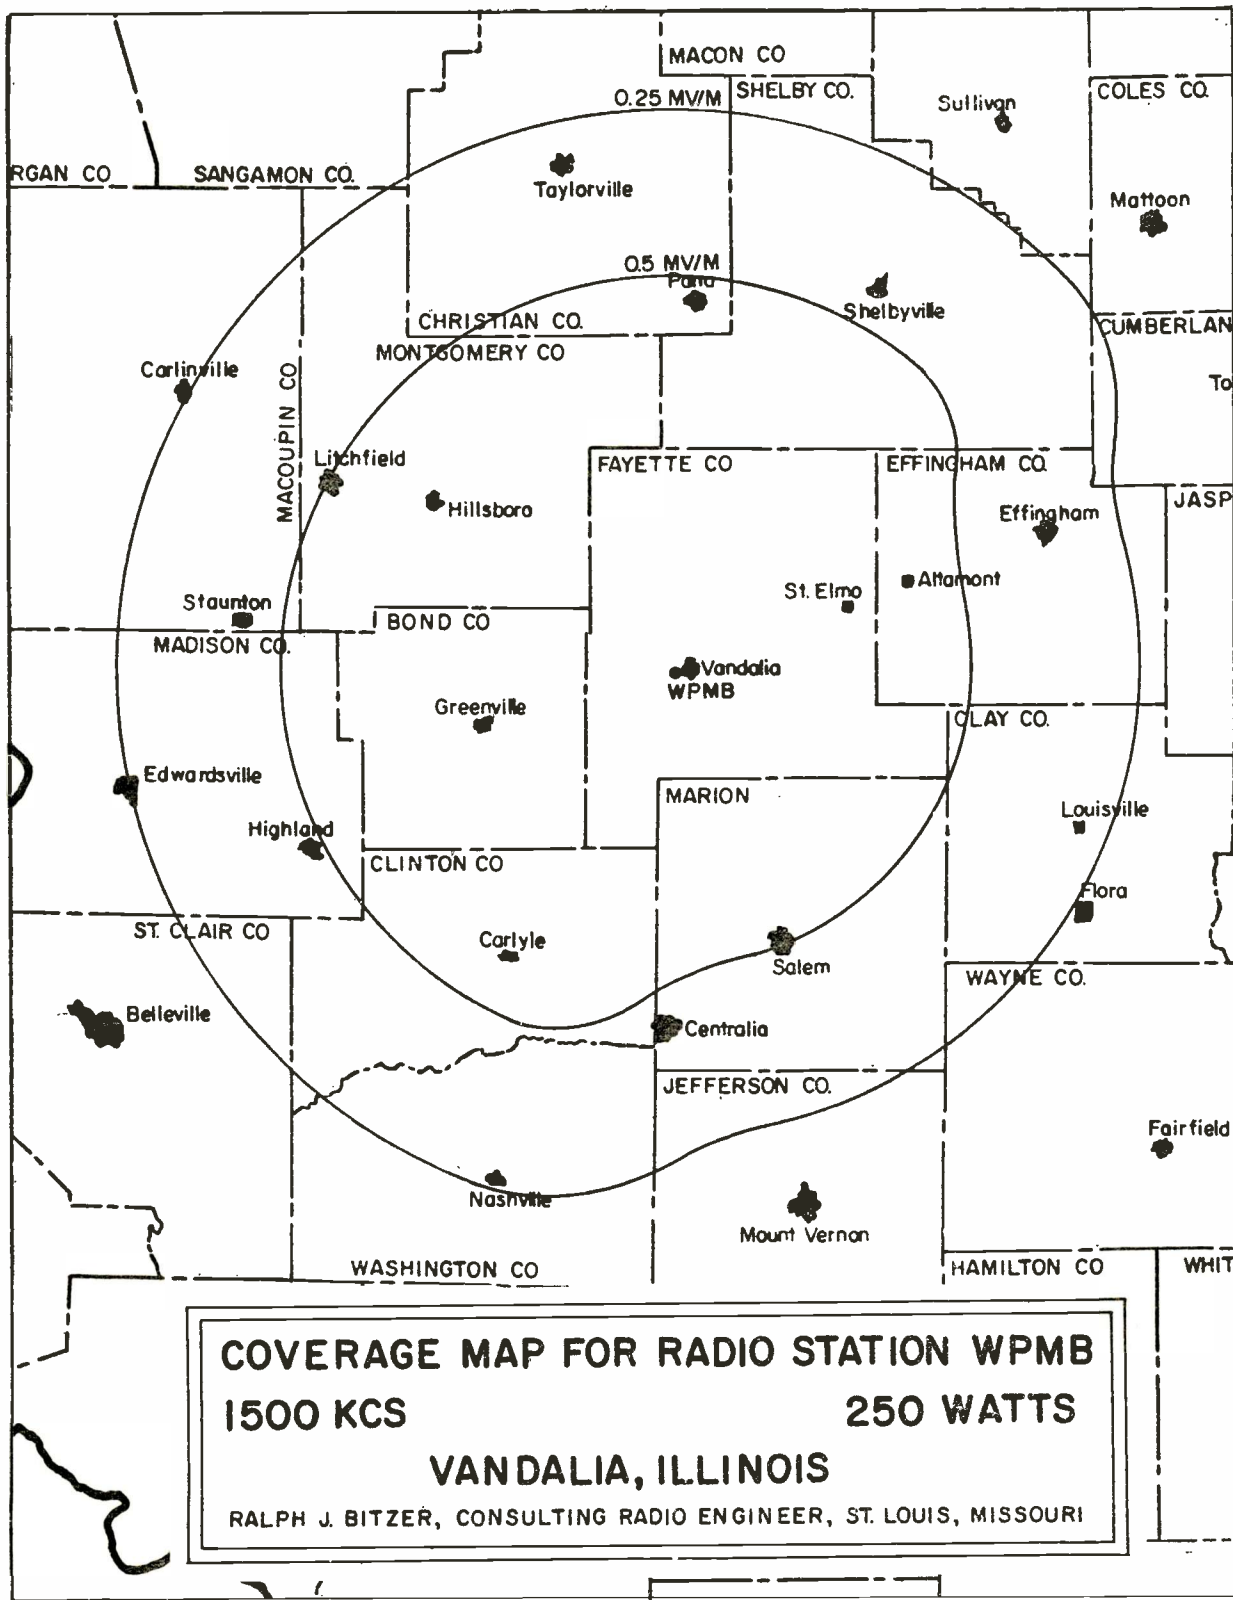 MACON CO
0.25 MV/M
SHELBY CO.
Sullivan
COLES CO.
RGAN CO
SANGAMON CO.
Taylorville
Mattoon
0.5 MV/M
Pana
Shelbyville
CHRISTIAN CO.
CUMBERLAN
MONTGOMERY CO
Carlinville
To
MACOUPIN CO
Litchfield
FAYETTE CO
EFFINGHAM CO.
Hillsboro
Effingham
JASP
St. Elmo
Altamont
Staunton
BOND CO
MADISON CO.
Vandalia
WPMB
Greenville
CLAY CO.
Edwardsville
MARION
Louisville
Highland
CLINTON CO
Flora
ST. CLAIR CO
Carlyle
Salem
WAYNE CO.
Belleville
Centralia
JEFFERSON CO.
Fairfield
Nashville
Mount Vernon
WASHINGTON CO
HAMILTON CO
WHIT
COVERAGE MAP FOR RADIO STATION WPMB
1500 KCS 250 WATTS
VANDALIA, ILLINOIS
RALPH J. BITZER, CONSULTING RADIO ENGINEER, ST. LOUIS, MISSOURI